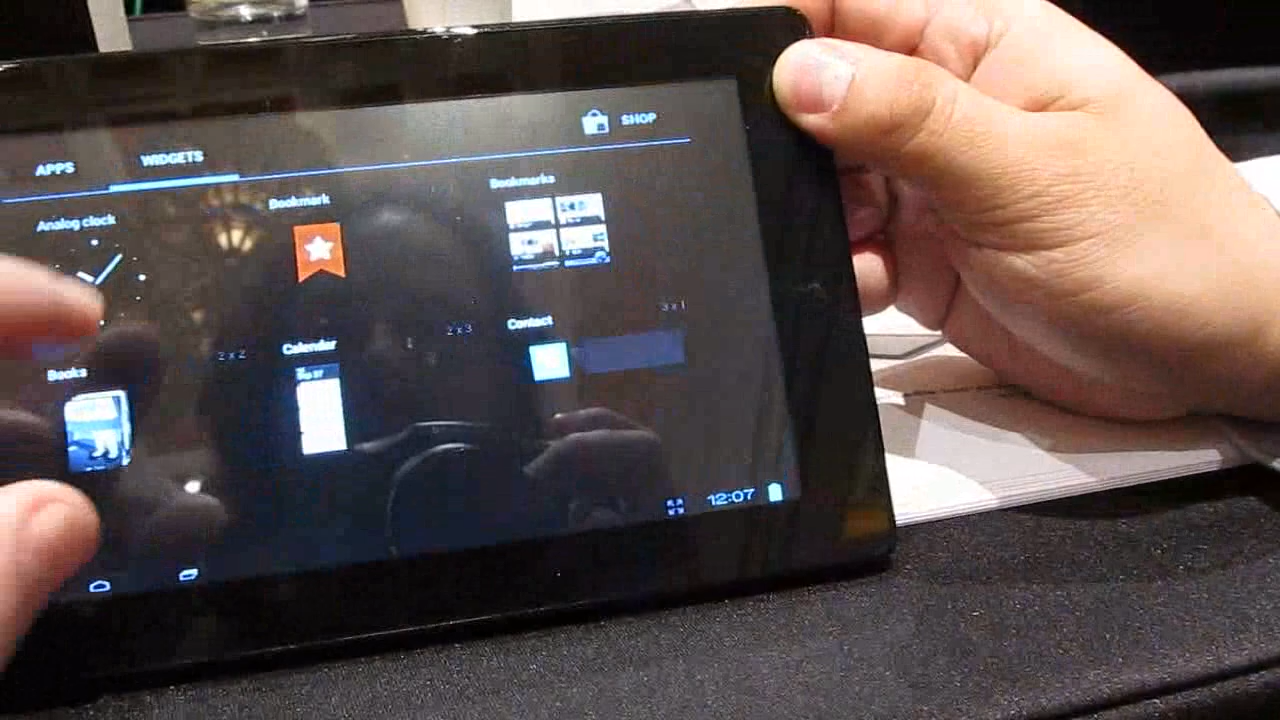 SHOP
APPS WIDGETS
Analog clock Bookmark Bookmarks
2 x 2 2 x 3 3 x 1
Books Calendar Contact
12:07